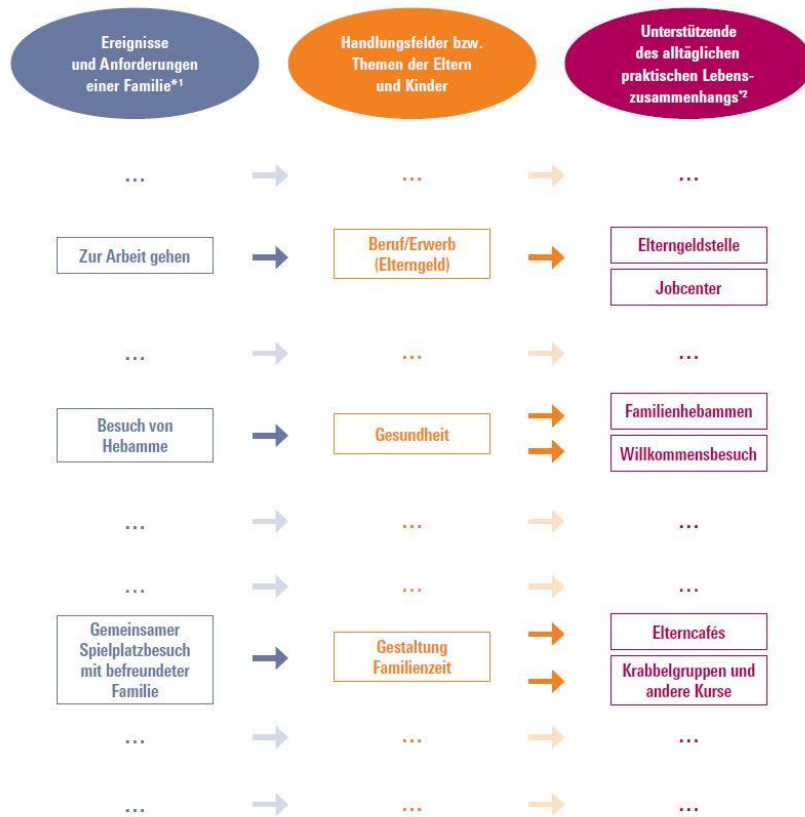 Ereignisse
und Anforderungen
einer Familie*1
Handlungsfelder bzw.
Themen der Eltern
und Kinder
Unterstützende
des alltäglichen
praktischen Lebens-
zusammenhangs*2
... ... ...
Zur Arbeit gehen
Beruf/Erwerb
(Elterngeld)
Elterngeldstelle
Jobcenter
... ... ...
Besuch von
Hebamme
Gesundheit
Familienhebammen
Willkommensbesuch
... ... ...
... ... ...
Gemeinsamer
Spielplatzbesuch
mit befreundeter
Familie
Gestaltung
Familienzeit
Elterncafés
Krabbelgruppen und
andere Kurse
... ... ...
... ... ...